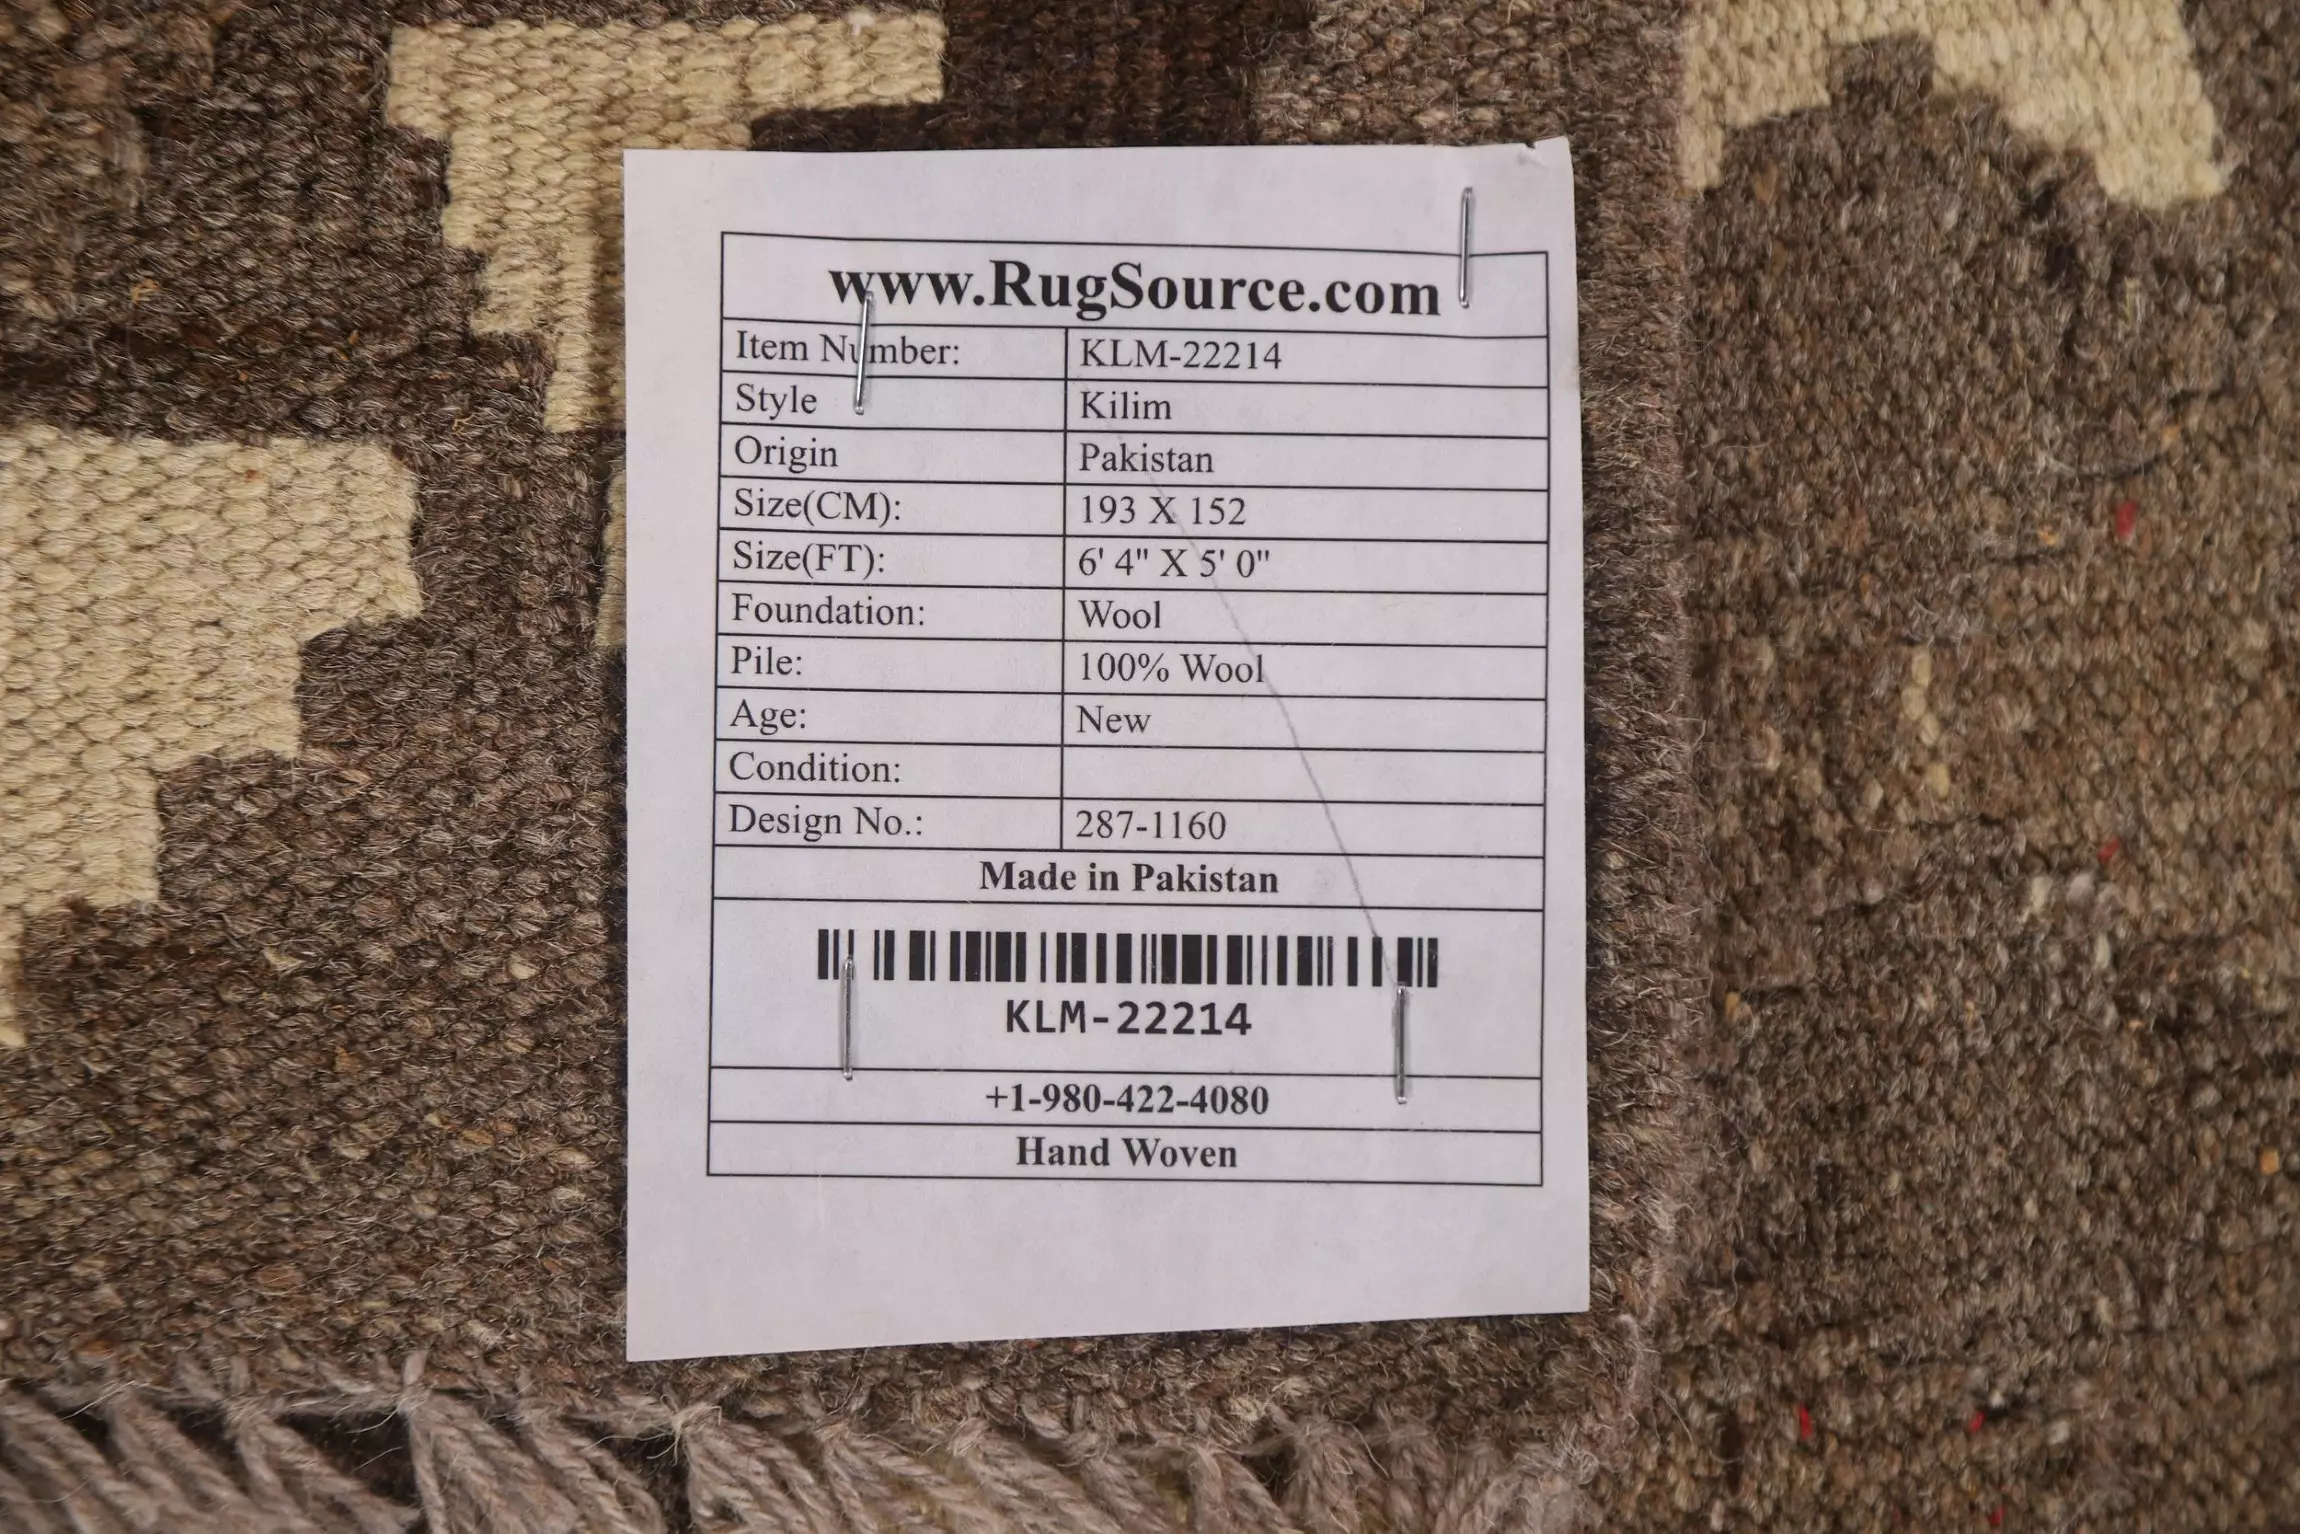 www.RugSource.com
Item Number: KLM-22214
Style Kilim
Origin Pakistan
Size(CM): 193 X 152
Size(FT): 6' 4" X 5' 0"
Foundation: Wool
Pile: 100% Wool
Age: New
Condition:
Design No.: 287-1160
Made in Pakistan
KLM-22214
+1-980-422-4080
Hand Woven